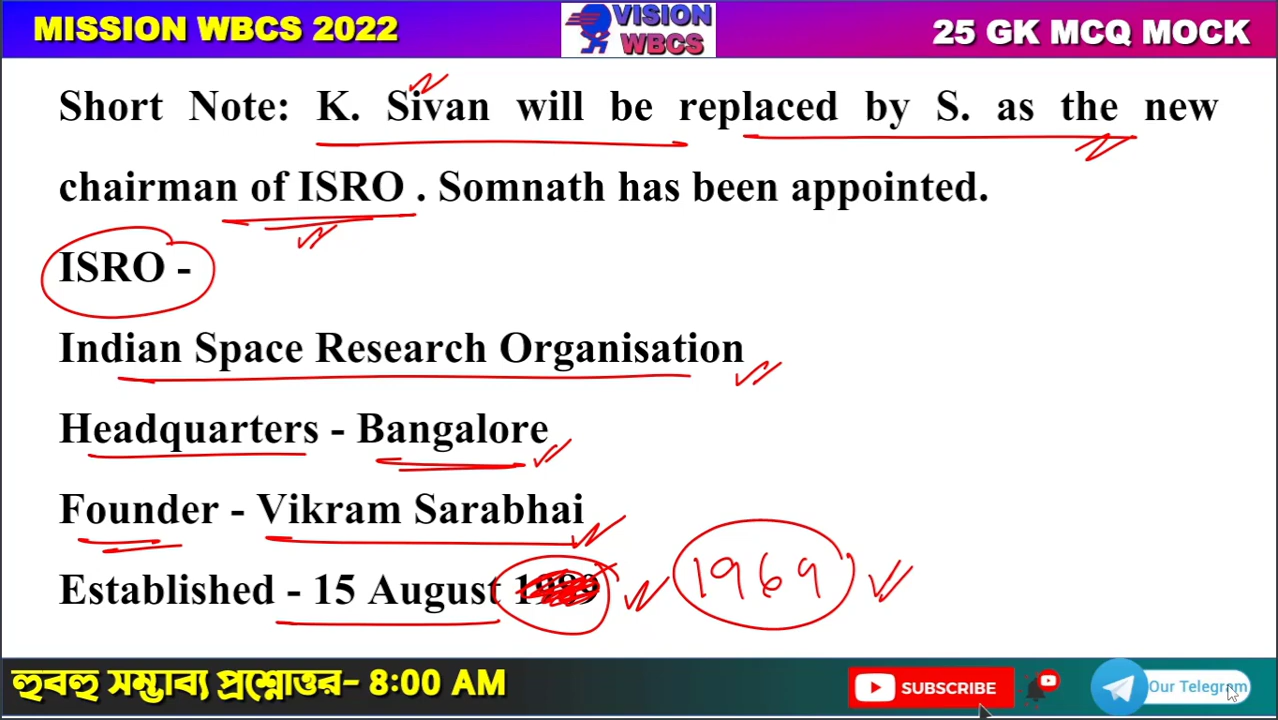 MISSION WBCS 2022
VISION
WBCS
25 GK MCQ MOCK
Short Note: K. Sivan will be replaced by S. as the new
chairman of ISRO . Somnath has been appointed.
ISRO -
Indian Space Research Organisation
Headquarters - Bangalore
Founder - Vikram Sarabhai
Established - 15 August 1969
হুবহু সম্ভাব্য প্রশ্নোত্তর- 8:00 AM
SUBSCRIBE
Our Telegram